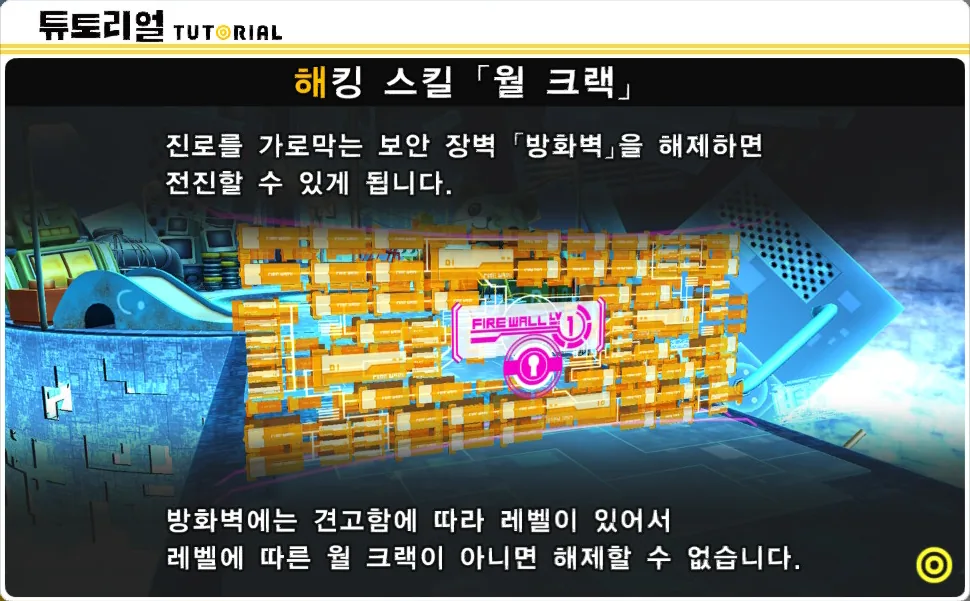 튜토리얼 TUTORIAL
해킹 스킬 「월 크랙」
진로를 가로막는 보안 장벽 「방화벽」을 해제하면
전진할 수 있게 됩니다.
FIREWALL LV 1
방화벽에는 견고함에 따라 레벨이 있어서
레벨에 따른 월 크랙이 아니면 해제할 수 없습니다.